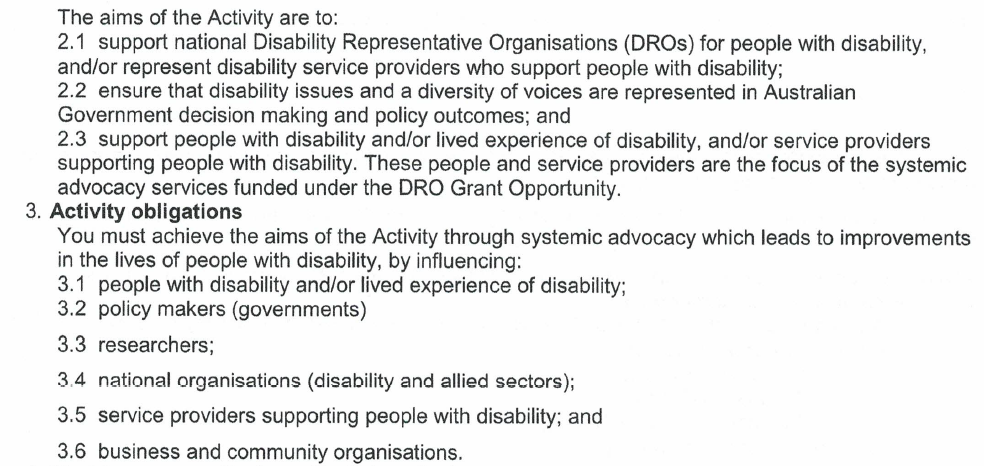 The aims of the Activity are to:
2.1 support national Disability Representative Organisations (DROs) for people with disability,
and/or represent disability service providers who support people with disability;
2.2 ensure that disability issues and a diversity of voices are represented in Australian
Government decision making and policy outcomes; and
2.3 support people with disability and/or lived experience of disability, and/or service providers
supporting people with disability. These people and service providers are the focus of the systemic
advocacy services funded under the DRO Grant Opportunity.
3. Activity obligations
You must achieve the aims of the Activity through systemic advocacy which leads to improvements
in the lives of people with disability, by influencing:
3.1 people with disability and/or lived experience of disability;
3.2 policy makers (governments)
3.3 researchers;
3.4 national organisations (disability and allied sectors);
3.5 service providers supporting people with disability; and
3.6 business and community organisations.